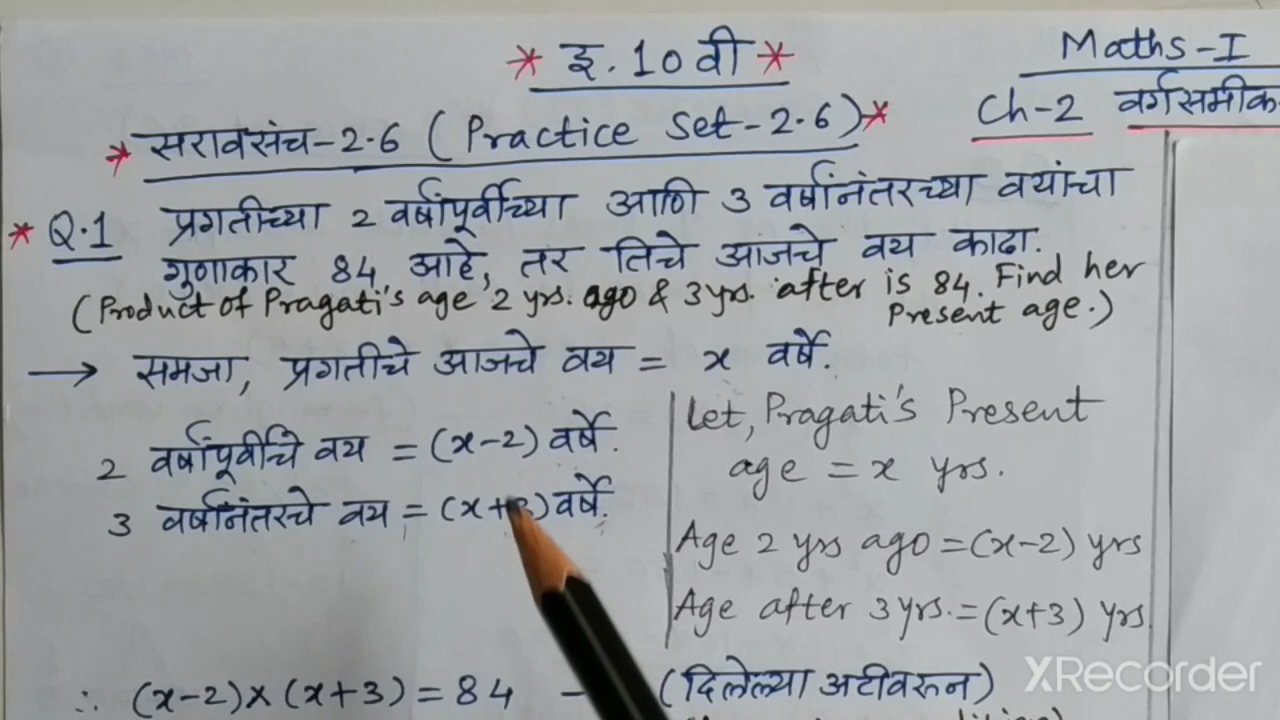 * इ. 10 वी *
Maths-I
* सरावसंच-2.6 (Practice Set-2.6) *
Ch-2 वर्गसमीक
* Q.1 प्रगतीच्या 2 वर्षांपूर्वीच्या आणि 3 वर्षांनंतरच्या वयांचा
गुणाकार 84 आहे, तर तिचे आजचे वय काढा.
(Product of Pragati's age 2 yrs. ago & 3 yrs. after is 84. Find her
Present age.)
→ समजा, प्रगतीचे आजचे वय = x वर्षे.
2 वर्षांपूर्वीचे वय = (x-2) वर्षे.
3 वर्षांनंतरचे वय = (x+3) वर्षे.
Let, Pragati's Present
age = x yrs.
Age 2 yrs ago = (x-2) yrs
Age after 3 yrs. = (x+3) yrs.
∴ (x-2) × (x+3) = 84 - (दिलेल्या अटीवरून)
XRecorder